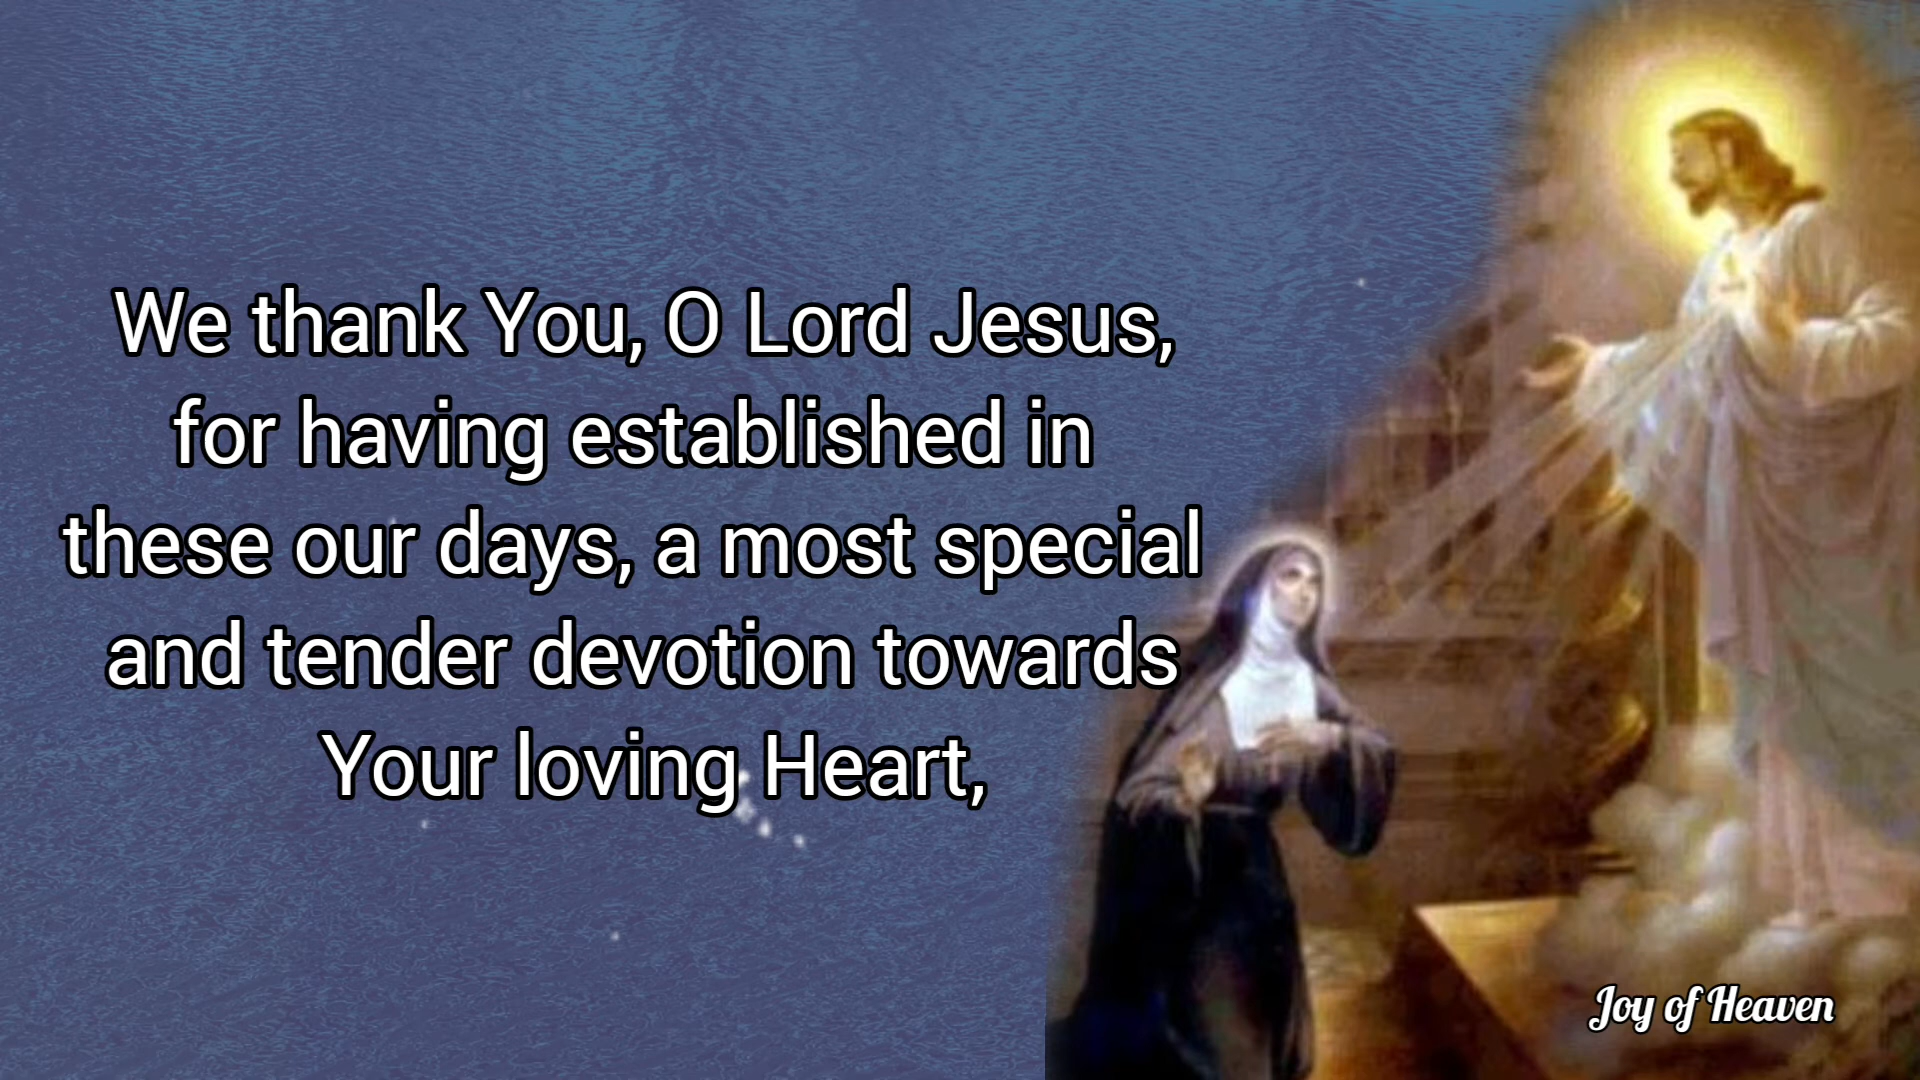 We thank You, O Lord Jesus,
for having established in
these our days, a most special
and tender devotion towards
Your loving Heart,
Joy of Heaven